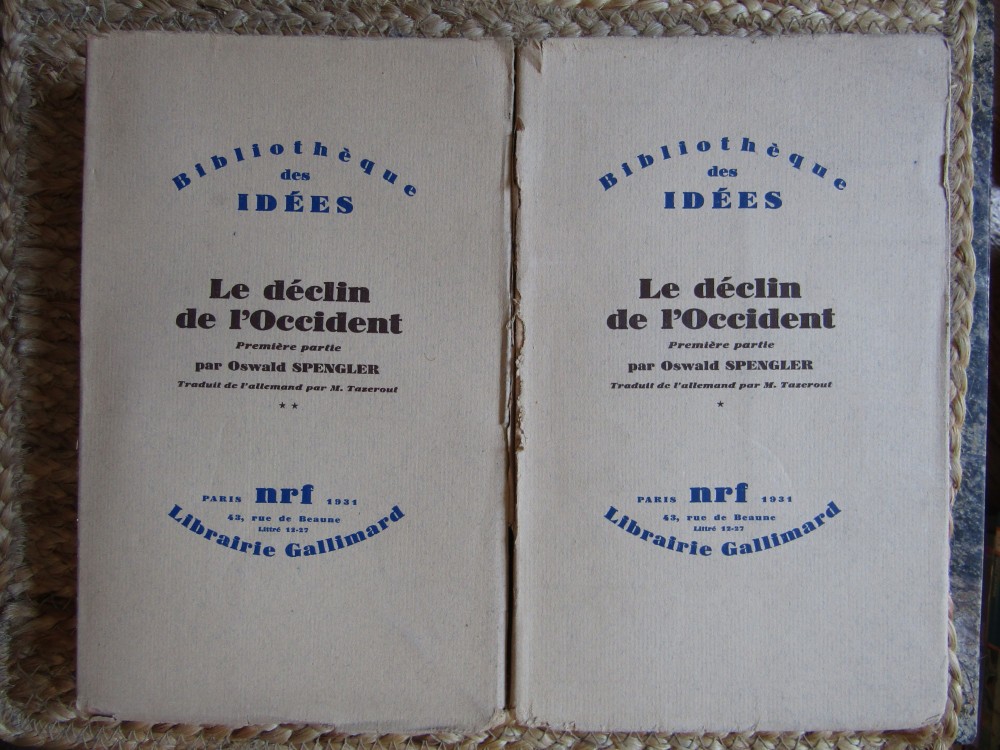 Bibliothèque
des
IDÉES
Le déclin
de l'Occident
Première partie
par Oswald SPENGLER
Traduit de l'allemand par M. Tazerout
★ ★
PARIS nrf 1931
43, rue de Beaune
Littré 12-27
Librairie Gallimard
Bibliothèque
des
IDÉES
Le déclin
de l'Occident
Première partie
par Oswald SPENGLER
Traduit de l'allemand par M. Tazerout
★
PARIS nrf 1931
43, rue de Beaune
Littré 12-27
Librairie Gallimard